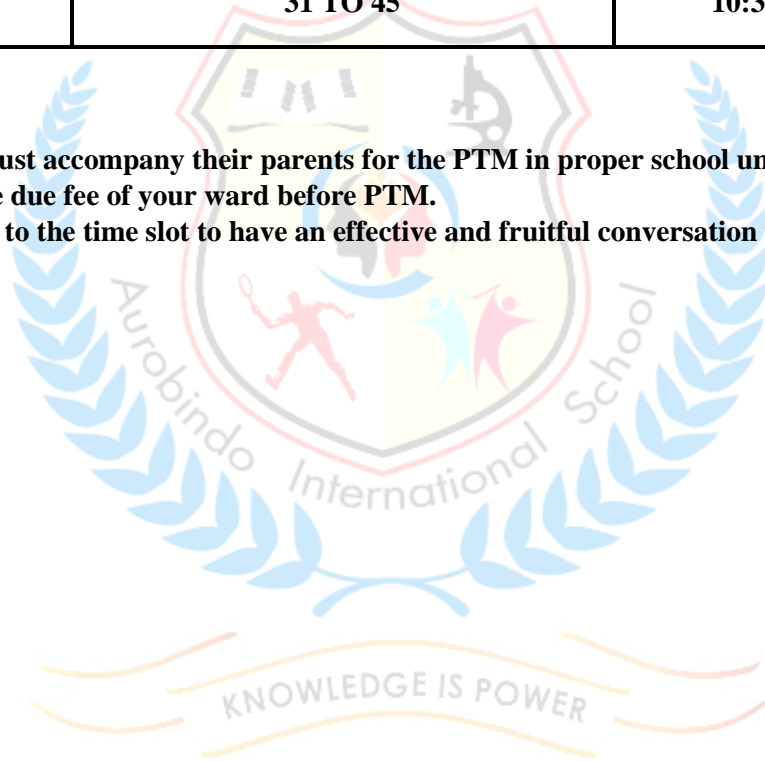 31 TO 45 10:3
ust accompany their parents for the PTM in proper school un
e due fee of your ward before PTM.
to the time slot to have an effective and fruitful conversation
Aurobindo International School
KNOWLEDGE IS POWER